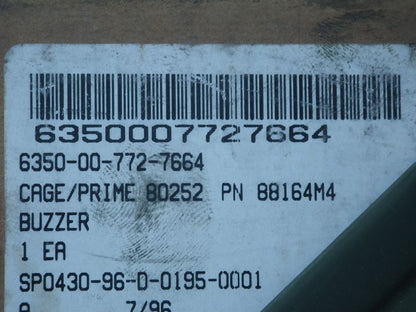 6350007727664
6350-00-772-7664
CAGE/PRIME 80252 PN 88164M4
BUZZER
1 EA
SP0430-96-D-0195-0001
A 7/96